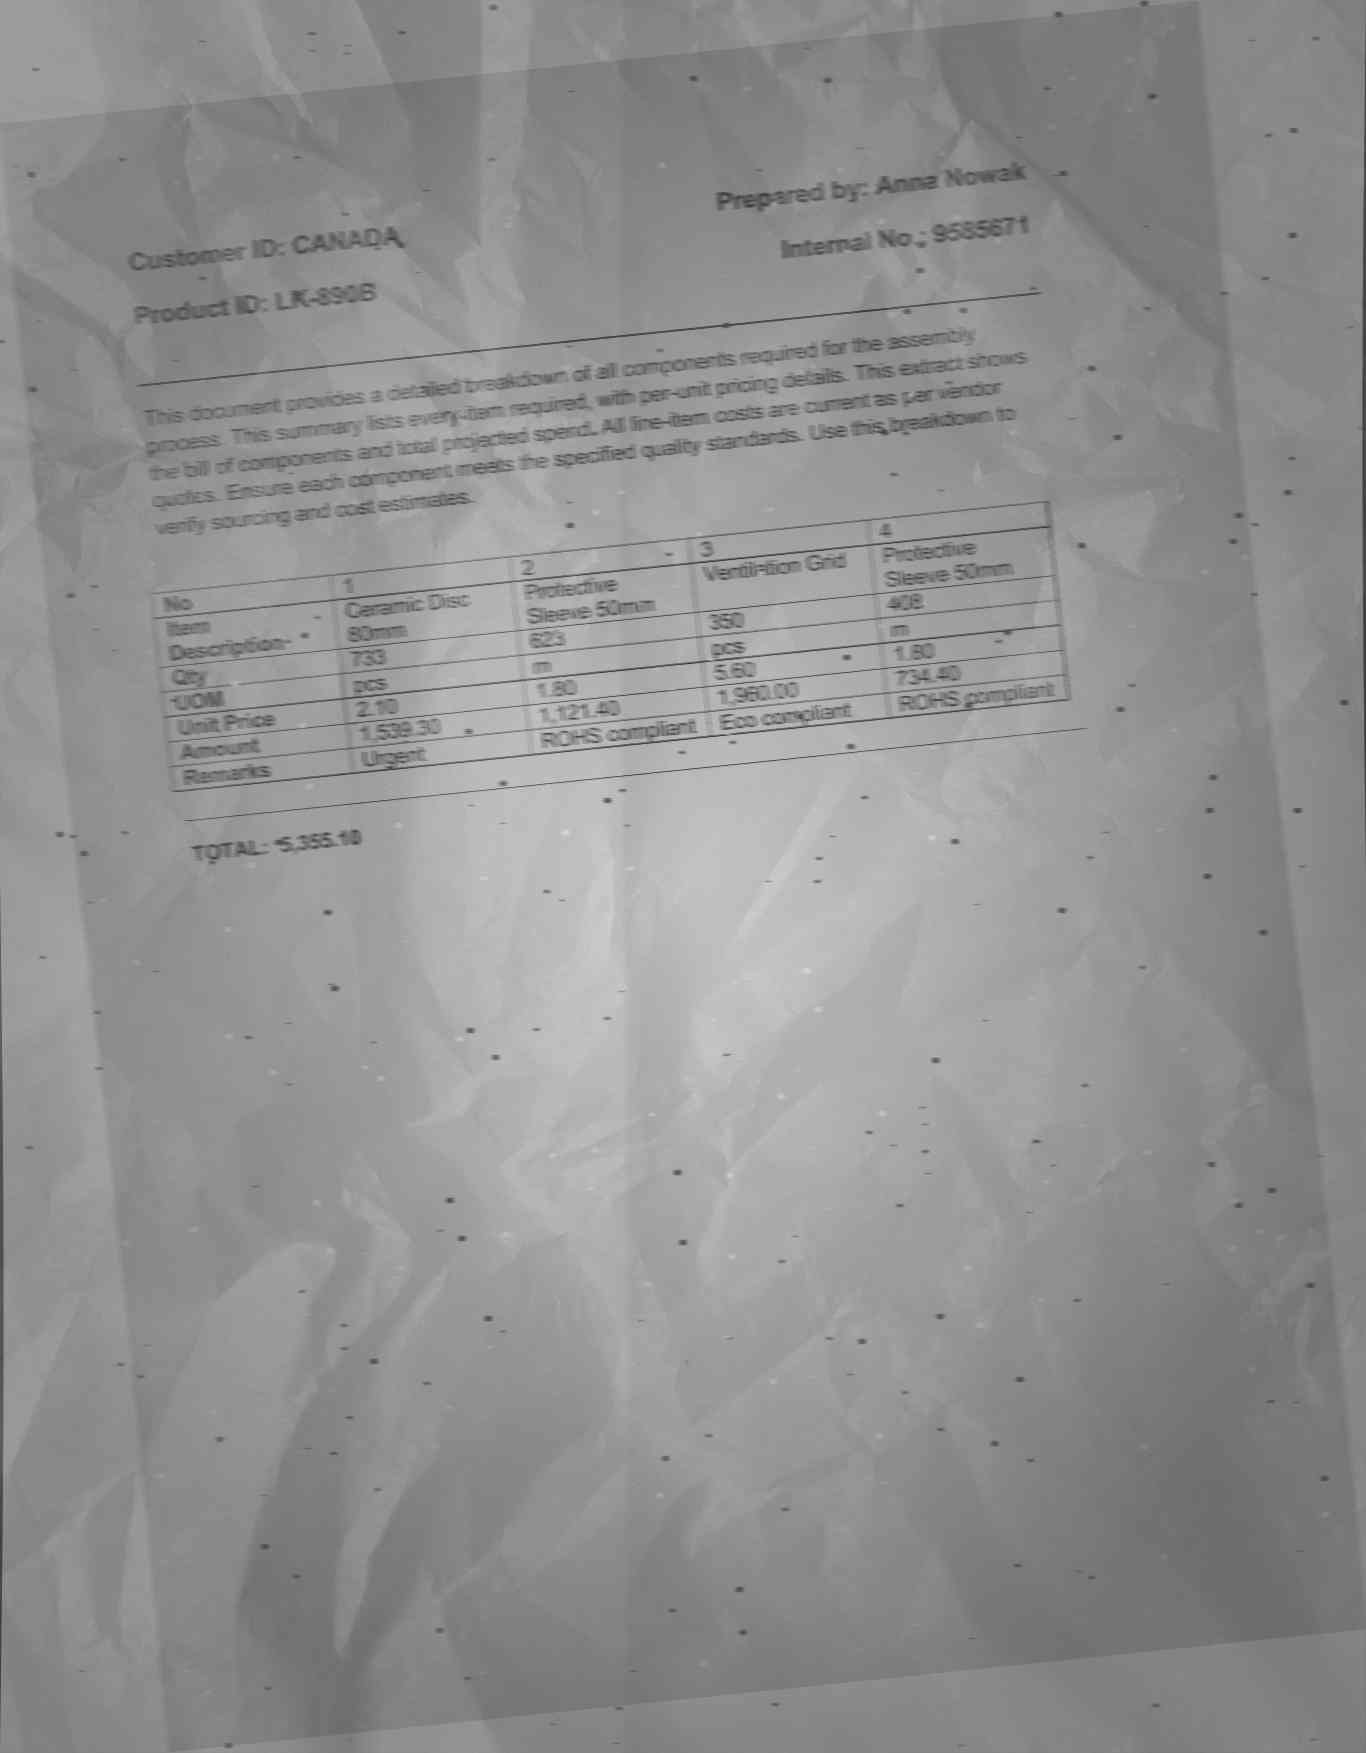 Prepared by: Anna Nowak
Customer ID: CANADA
Internal No.: 9585671
Product ID: LK-890B
This document provides a detailed breakdown of all components required for the assembly
process. This summary lists every item required, with per-unit pricing details. This extract shows
the bill of components and total projected spend. All line-item costs are current as per vendor
quotes. Ensure each component meets the specified quality standards. Use this breakdown to
verify sourcing and cost estimates.
No 1 2 3 4
Item Description Ceramic Disc 80mm Protective Sleeve 50mm Ventilation Grid Protective Sleeve 50mm
Qty 733 623 350 408
UOM pcs m pcs m
Unit Price 2.10 1.80 5.60 1.80
Amount 1,539.30 1,121.40 1,960.00 734.40
Remarks Urgent ROHS compliant Eco compliant ROHS compliant
TOTAL: 5,355.10